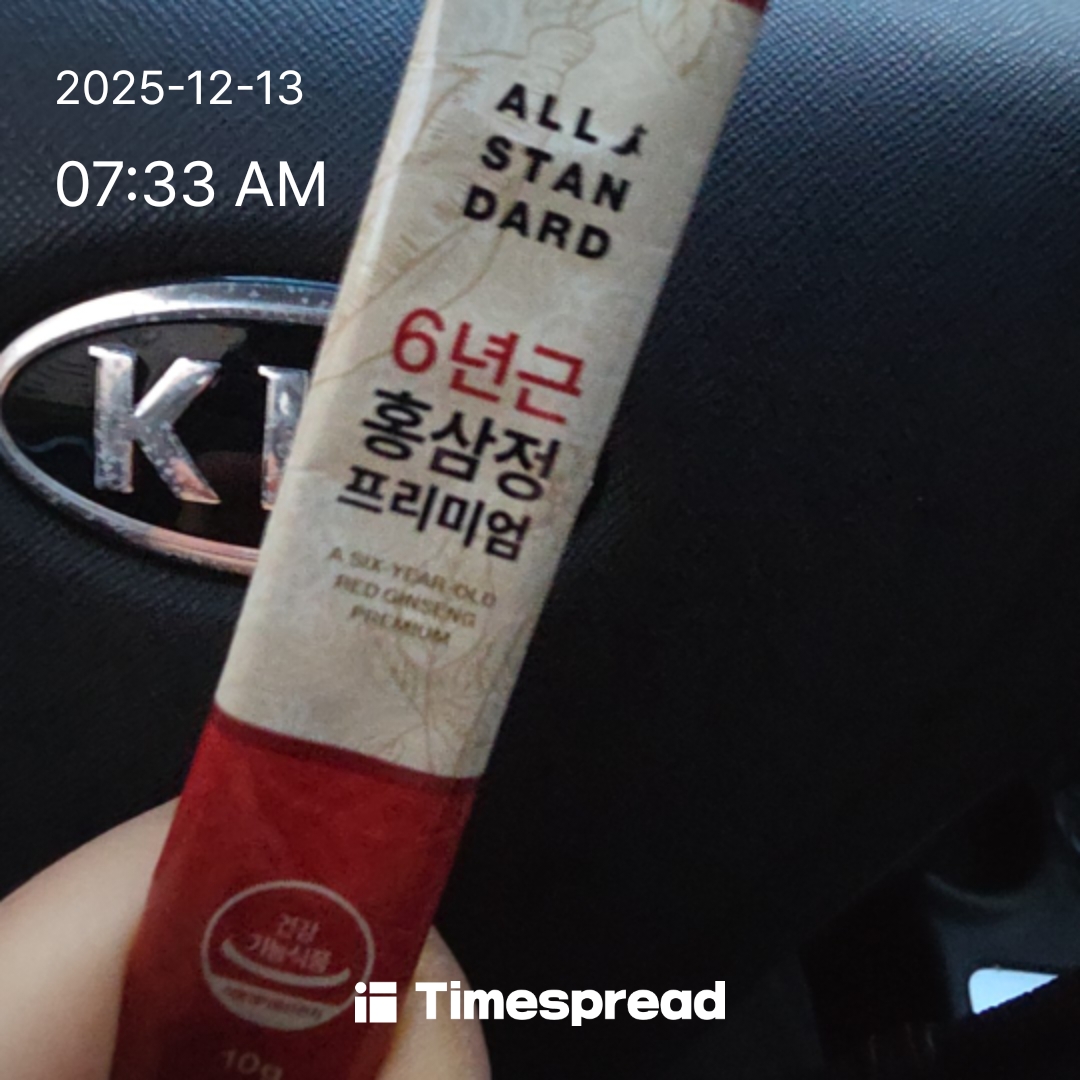 2025-12-13
07:33 AM
ALL
STAN
DARD
6년근
홍삼정
프리미엄
A SIX-YEAR-OLD
RED GINSENG
PREMIUM
건강
기능식품
10g
Timespread